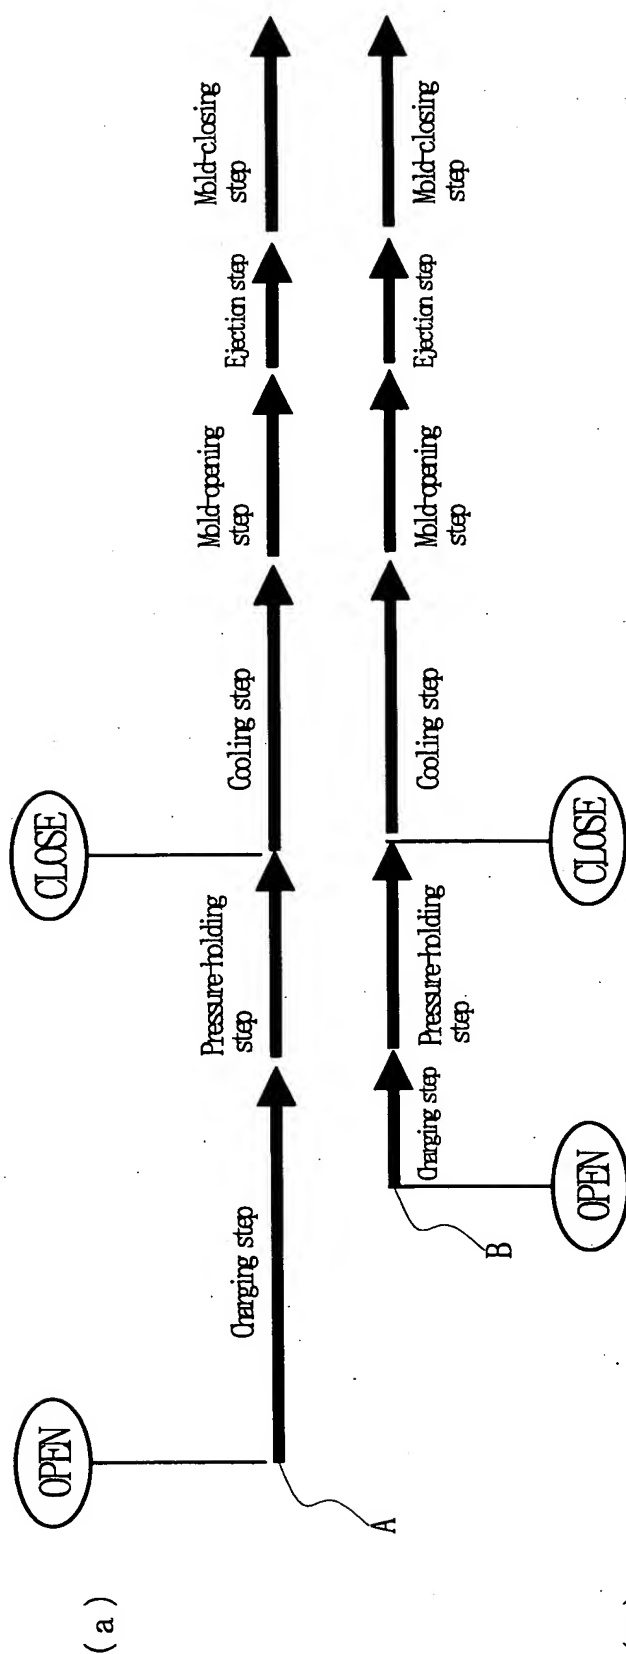 (a)
OPEN
CLOSE
Charging step
Pressure-holding
step
Cooling step
Mold-opening
step
Ejection step
Mold-closing
step
A
B
Charging step
Pressure-holding
step
Cooling step
Mold-opening
step
Ejection step
Mold-closing
step
OPEN
CLOSE